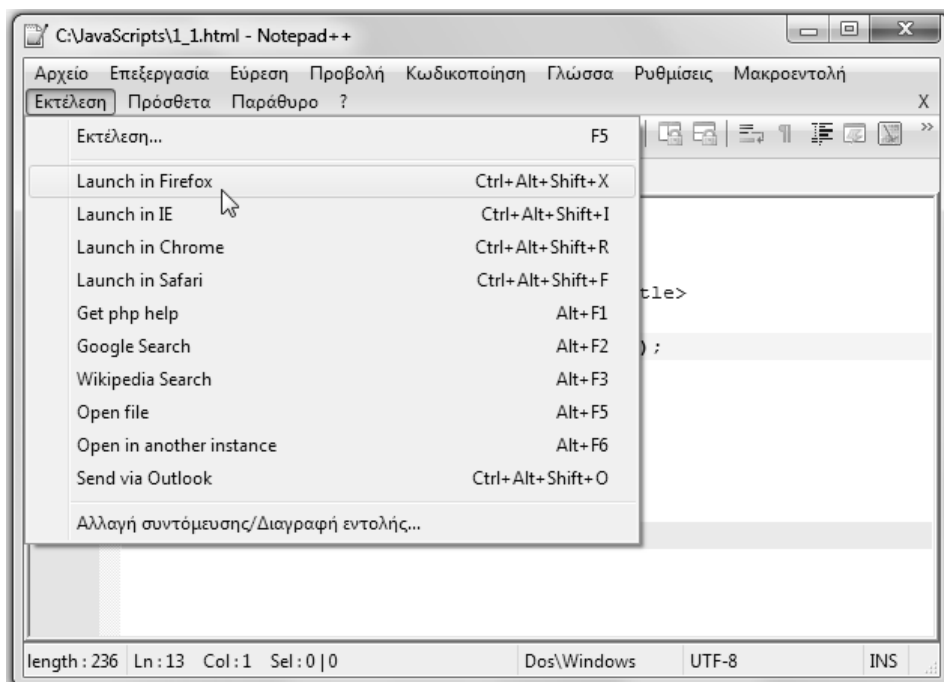 C:\JavaScripts\1_1.html - Notepad++
Αρχείο Επεξεργασία Εύρεση Προβολή Κωδικοποίηση Γλώσσα Ρυθμίσεις Μακροεντολή
Εκτέλεση Πρόσθετα Παράθυρο ? X
Εκτέλεση... F5
Launch in Firefox Ctrl+Alt+Shift+X
Launch in IE Ctrl+Alt+Shift+I
Launch in Chrome Ctrl+Alt+Shift+R
Launch in Safari Ctrl+Alt+Shift+F
tle>
Get php help Alt+F1
Google Search Alt+F2
);
Wikipedia Search Alt+F3
Open file Alt+F5
Open in another instance Alt+F6
Send via Outlook Ctrl+Alt+Shift+O
Αλλαγή συντόμευσης/Διαγραφή εντολής...
length : 236 Ln : 13 Col : 1 Sel : 0 | 0 Dos\Windows UTF-8 INS